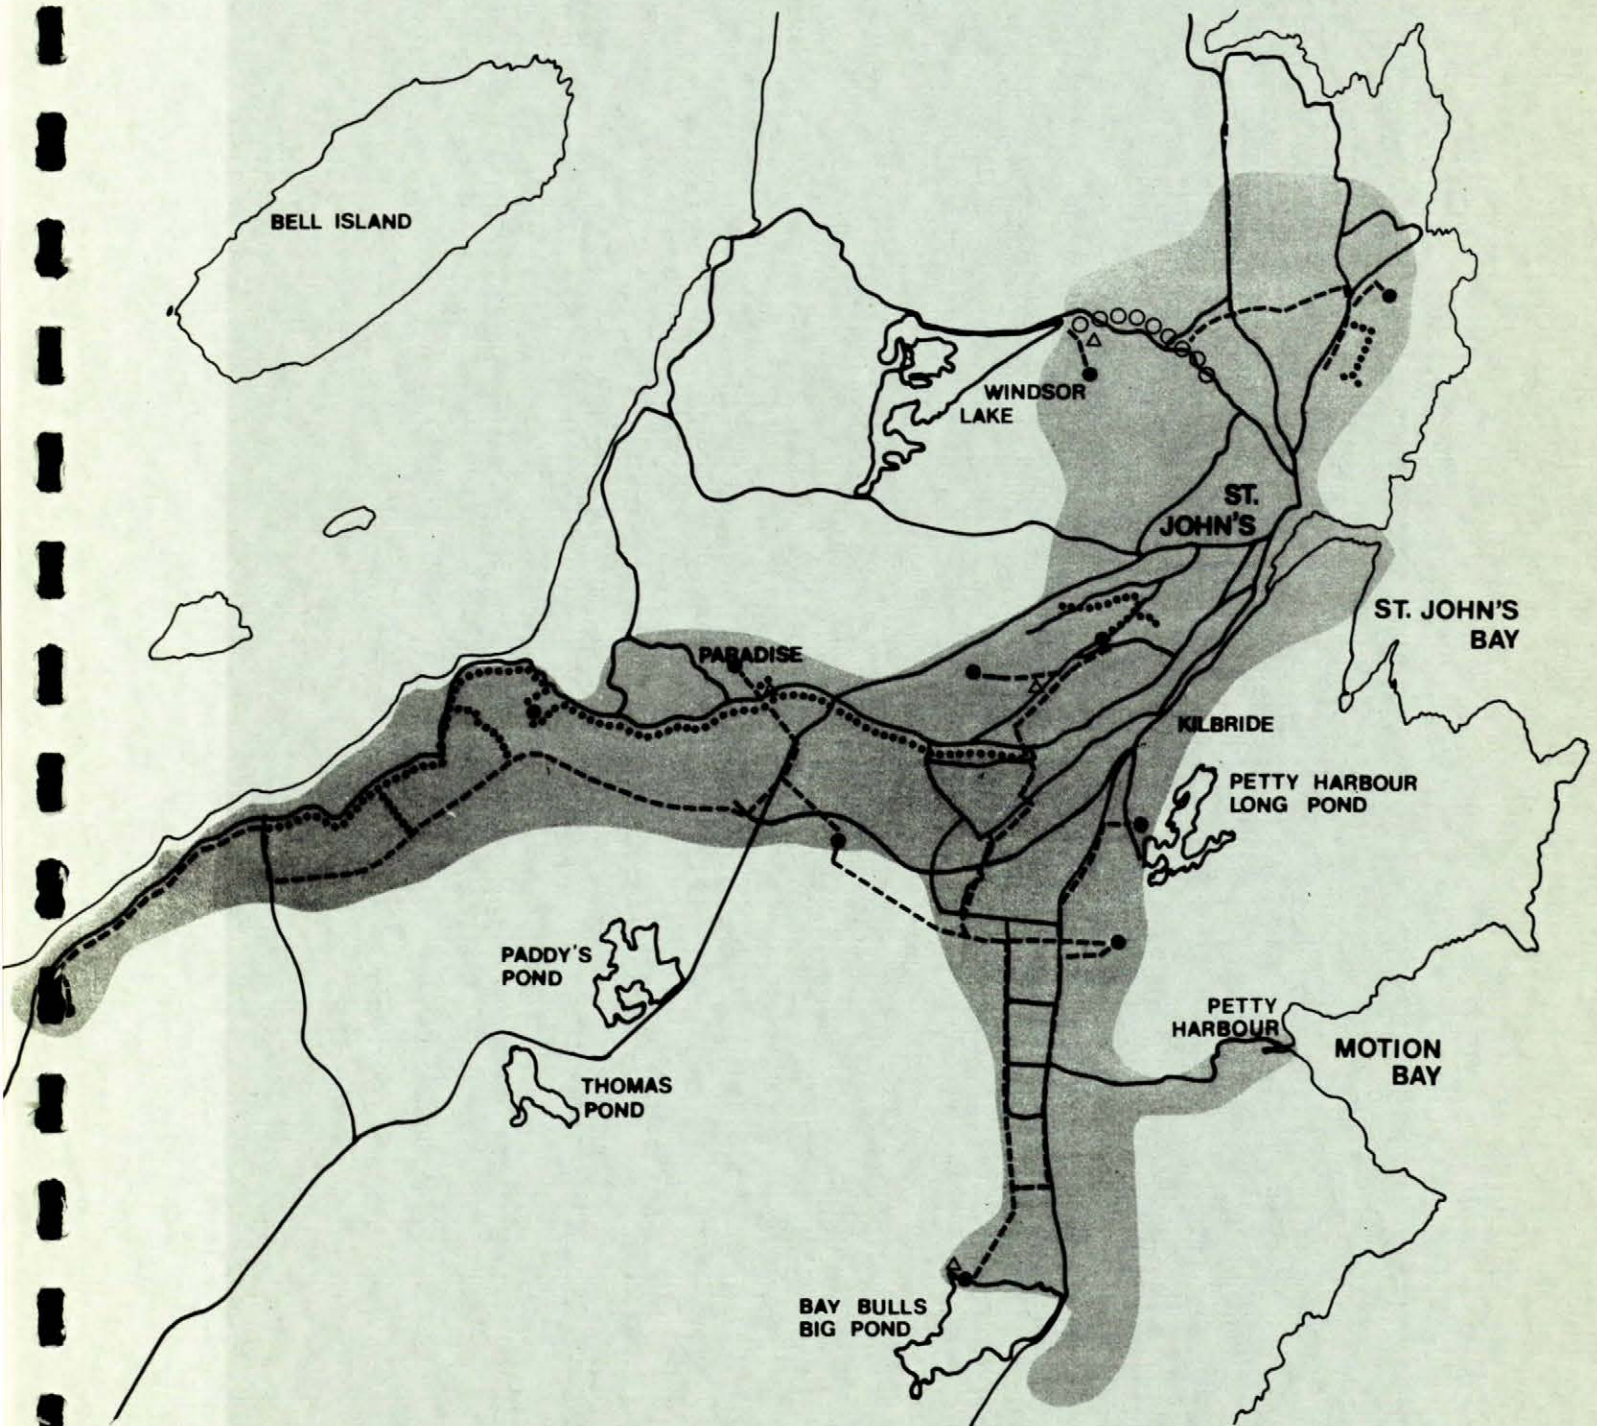 BELL ISLAND
WINDSOR
LAKE
ST.
JOHN'S
ST. JOHN'S
BAY
PARADISE
KILBRIDE
PETTY HARBOUR
LONG POND
PADDY'S
POND
PETTY
HARBOUR
MOTION
BAY
THOMAS
POND
BAY BULLS
BIG POND